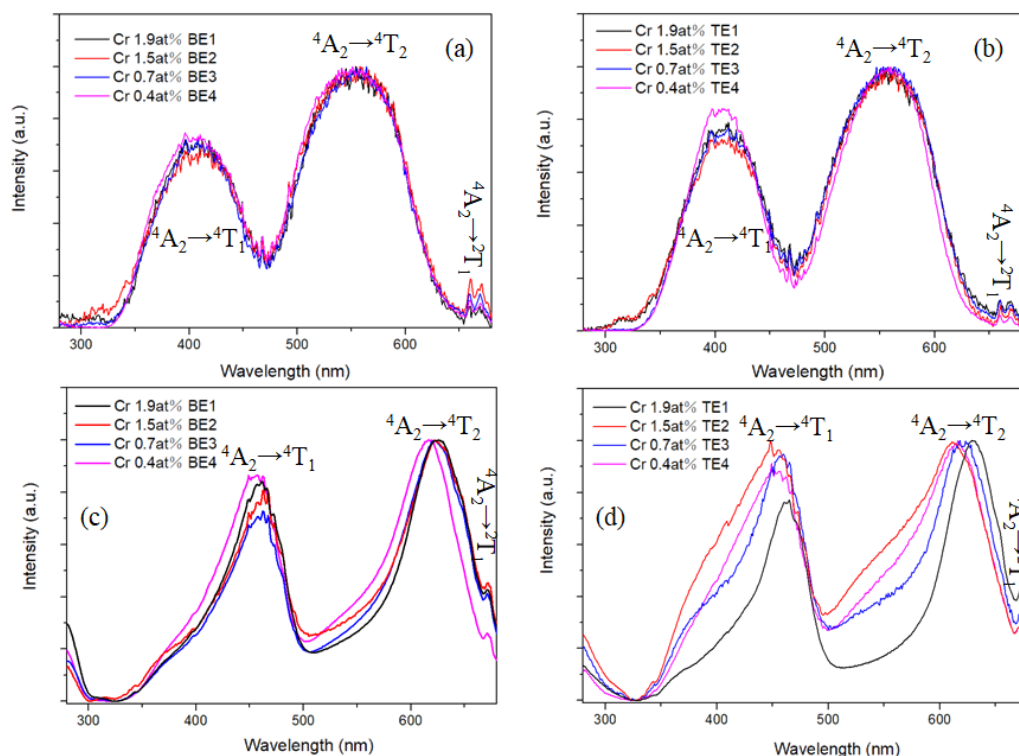 Cr 1.9at% BE1
Cr 1.5at% BE2
Cr 0.7at% BE3
Cr 0.4at% BE4
⁴A₂→⁴T₂
(a)
⁴A₂→⁴T₁
⁴A₂→²T₁
Intensity (a.u.)
300 400 500 600
Wavelength (nm)
Cr 1.9at% TE1
Cr 1.5at% TE2
Cr 0.7at% TE3
Cr 0.4at% TE4
⁴A₂→⁴T₂
(b)
⁴A₂→⁴T₁
⁴A₂→²T₁
Intensity (a.u.)
300 400 500 600
Wavelength (nm)
Cr 1.9at% BE1
Cr 1.5at% BE2
Cr 0.7at% BE3
Cr 0.4at% BE4
⁴A₂→⁴T₂
⁴A₂→⁴T₁
(c)
⁴A₂→²T₁
Intensity (a.u.)
300 400 500 600
Wavelength (nm)
Cr 1.9at% TE1
Cr 1.5at% TE2
Cr 0.7at% TE3
Cr 0.4at% TE4
⁴A₂→⁴T₁
⁴A₂→⁴T₂
(d)
Intensity (a.u.)
300 400 500 600
Wavelength (nm)